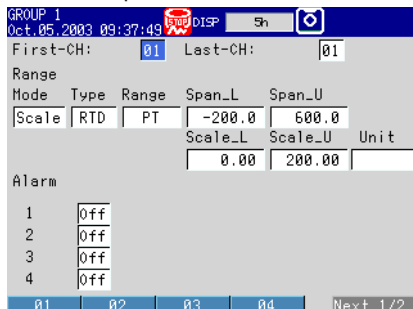 GROUP 1
Oct.05.2003 09:37:49 STOP DISP 5h
First-CH: 01 Last-CH: 01
Range
Mode Type Range Span_L Span_U
Scale RTD PT -200.0 600.0
Scale_L Scale_U Unit
0.00 200.00
Alarm
1 Off
2 Off
3 Off
4 Off
01 02 03 04 Next 1/2